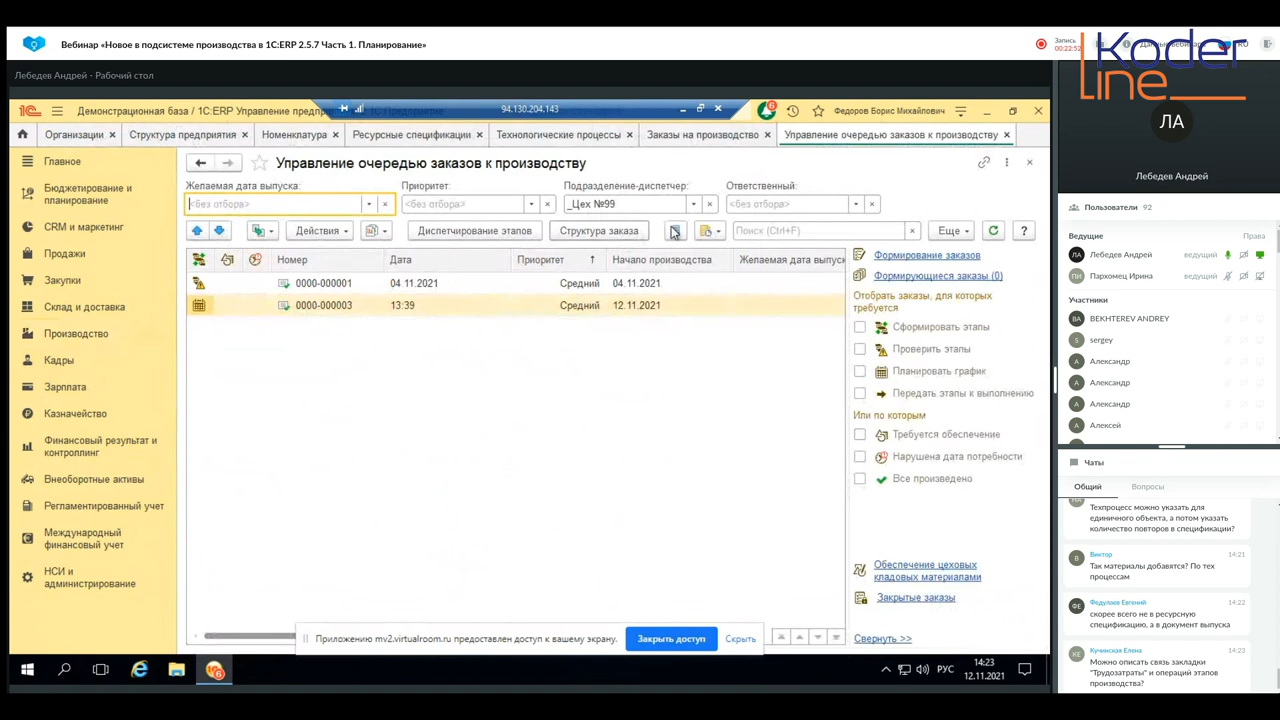 Вебинар «Новое в подсистеме производства в 1С:ERP 2.5.7 Часть 1. Планирование»
Запись
00:22:52
RU
Koder
line
Лебедев Андрей - Рабочий стол
Демонстрационная база / 1С:ERP Управление
94.130.204.143
6
Федоров Борис Михайлович
Организации
Структура предприятия
Номенклатура
Ресурсные спецификации
Технологические процессы
Заказы на производство
Управление очередью заказов к производству
ЛА
Лебедев Андрей
Главное
Бюджетирование и
планирование
CRM и маркетинг
Продажи
Закупки
Склад и доставка
Производство
Кадры
Зарплата
Казначейство
Финансовый результат и
контроллинг
Внеоборотные активы
Регламентированный учет
Международный
финансовый учет
НСИ и
администрирование
Управление очередью заказов к производству
Желаемая дата выпуска:
Приоритет:
Подразделение-диспетчер:
Ответственный:
<без отбора>
<без отбора>
_Цех №99
<без отбора>
Действия
Диспетчирование этапов
Структура заказа
Поиск (Ctrl+F)
Еще
?
Номер
Дата
Приоритет
Начало производства
Желаемая дата выпуск
0000-000001
04.11.2021
Средний
04.11.2021
0000-000003
13:39
Средний
12.11.2021
Формирование заказов
Формирующиеся заказы (0)
Отобрать заказы, для которых
требуется
Сформировать этапы
Проверить этапы
Планировать график
Передать этапы к выполнению
Или по которым
Требуется обеспечение
Нарушена дата потребности
Все произведено
Обеспечение цеховых
кладовых материалами
Закрытые заказы
Свернуть >>
Приложению mv2.virtualroom.ru предоставлен доступ к вашему экрану.
Закрыть доступ
Скрыть
РУС
14:23
12.11.2021
Пользователи 92
Ведущие
Права
ЛА
Лебедев Андрей
ведущий
ПИ
Пархомец Ирина
ведущий
Участники
BA
BEKHTEREV ANDREY
S
sergey
А
Александр
А
Александр
А
Александр
А
Алексей
Чаты
Общий
Вопросы
Техпроцесс можно указать для
единичного объекта, а потом указать
количество повторов в спецификации?
В
Виктор
14:21
Так материалы добавятся? По тех
процессам
ФЕ
Федулаев Евгений
14:22
скорее всего не в ресурсную
спецификацию, а в документ выпуска
КЕ
Кучинская Елена
14:23
Можно описать связь закладки
"Трудозатраты" и операций этапов
производства?